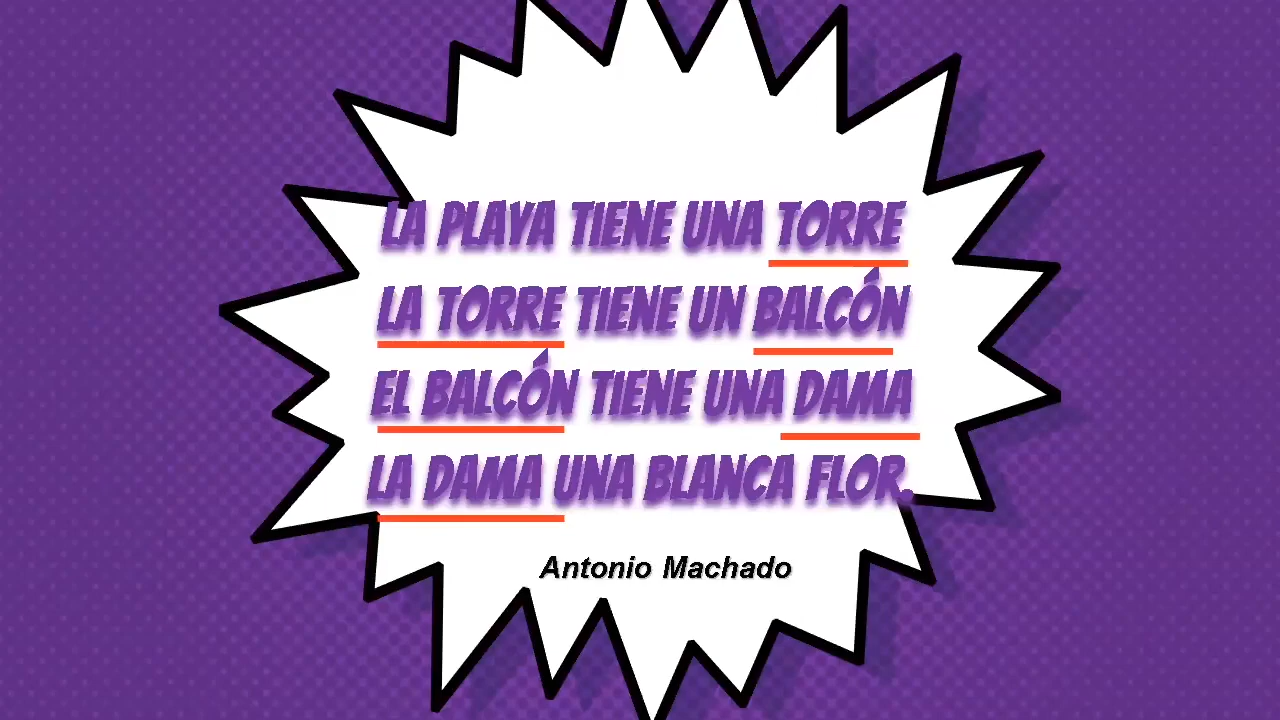 LA PLAYA TIENE UNA TORRE
LA TORRE TIENE UN BALCÓN
EL BALCÓN TIENE UNA DAMA
LA DAMA UNA BLANCA FLOR.
Antonio Machado